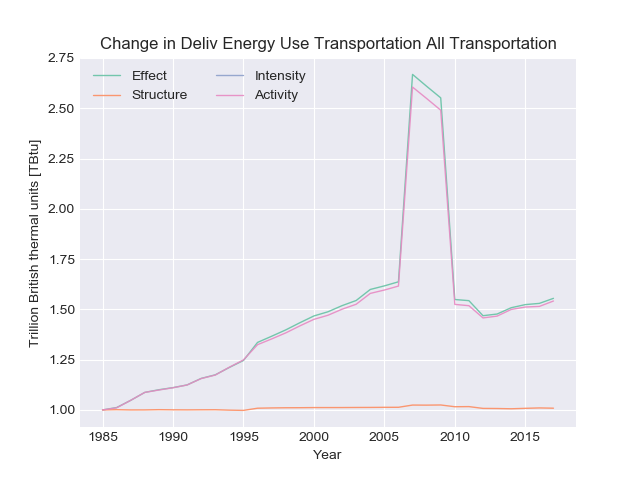 Change in Deliv Energy Use Transportation All Transportation
Trillion British thermal units [TBtu]
2.75
2.50
2.25
2.00
1.75
1.50
1.25
1.00
Effect
Structure
Intensity
Activity
1985
1990
1995
2000
2005
2010
2015
Year